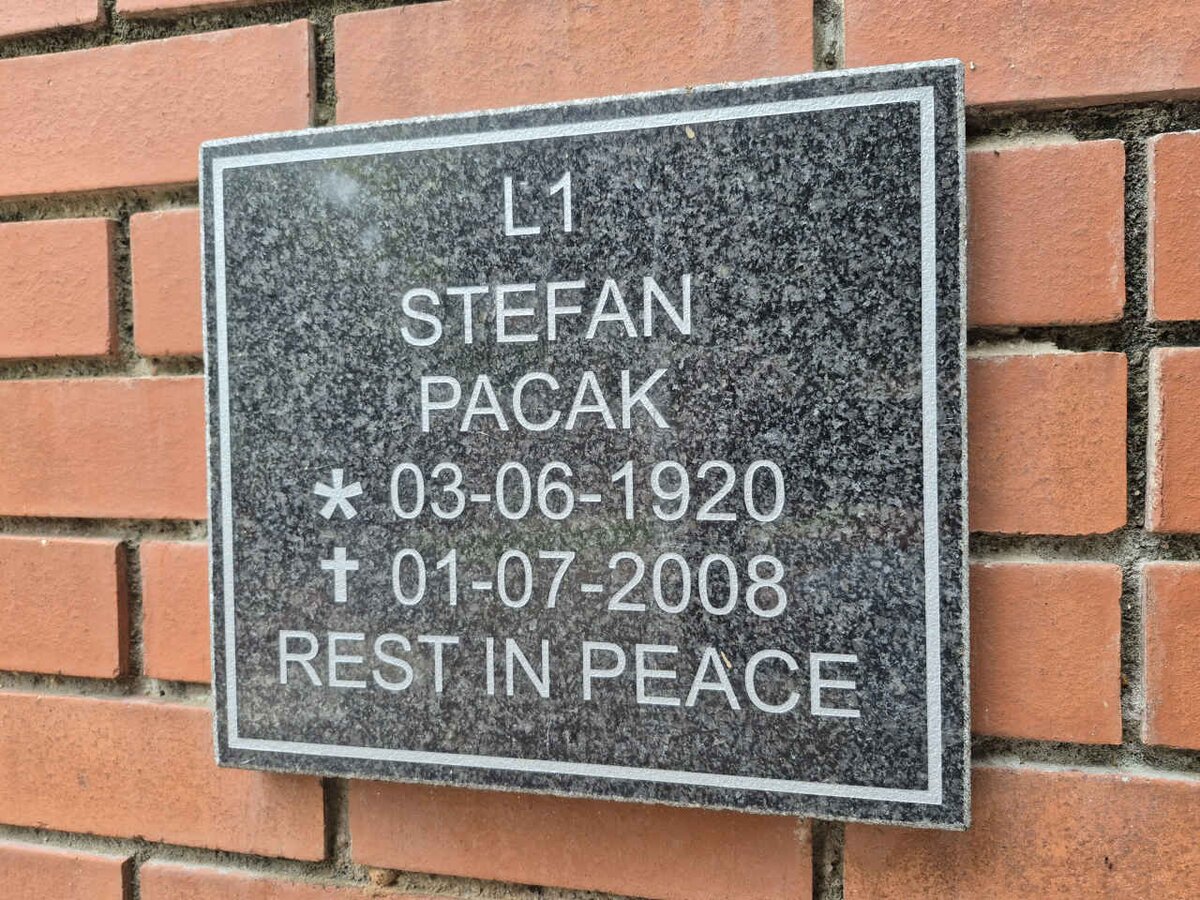 L1
STEFAN
PACAK
* 03-06-1920
✝ 01-07-2008
REST IN PEACE